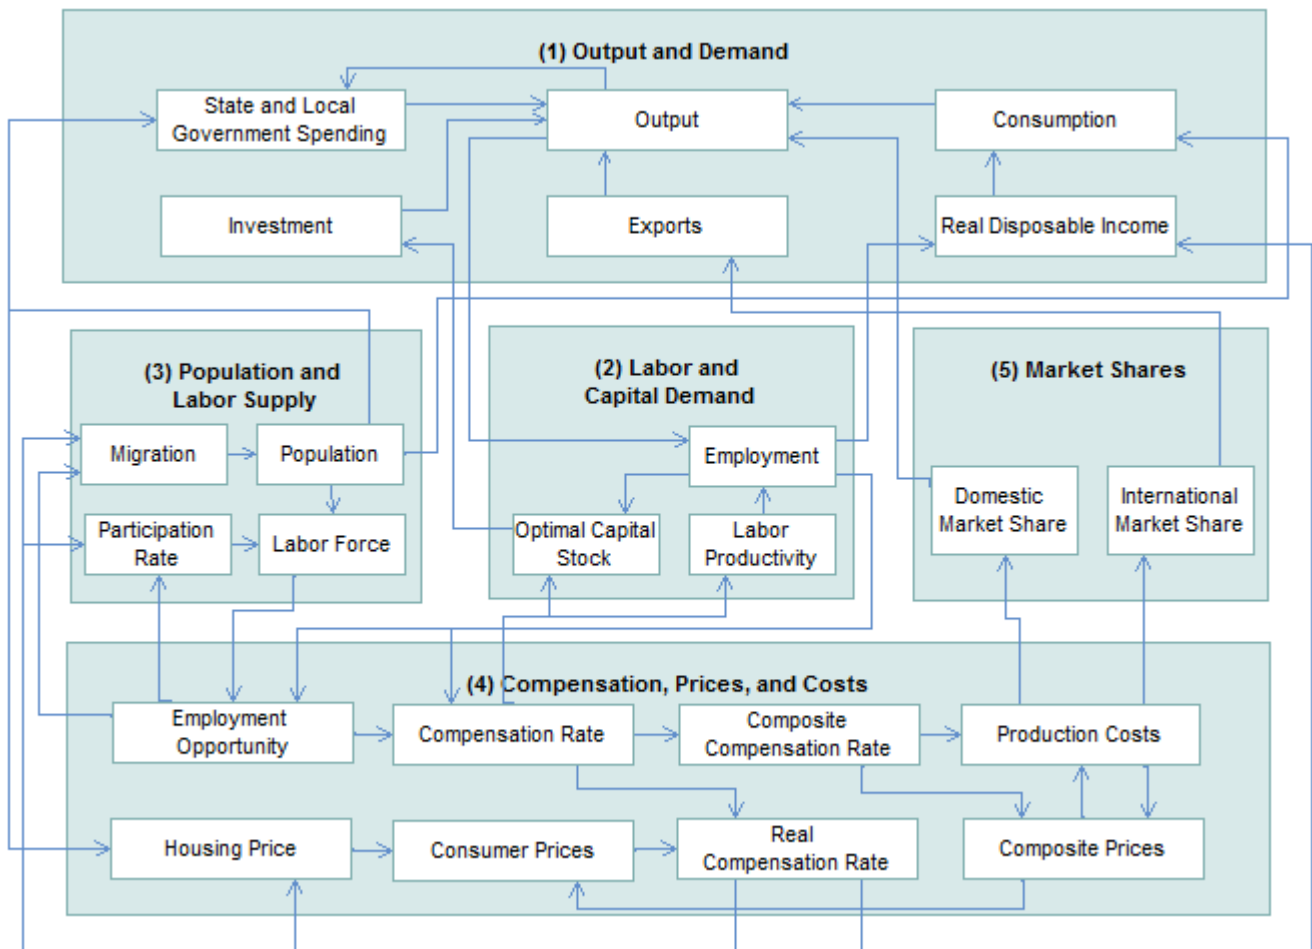 (1) Output and Demand
State and Local
Government Spending
Output
Consumption
Investment
Exports
Real Disposable Income
(3) Population and
Labor Supply
Migration
Population
Participation
Rate
Labor Force
(2) Labor and
Capital Demand
Employment
Optimal Capital
Stock
Labor
Productivity
(5) Market Shares
Domestic
Market Share
International
Market Share
(4) Compensation, Prices, and Costs
Employment
Opportunity
Compensation Rate
Composite
Compensation Rate
Production Costs
Housing Price
Consumer Prices
Real
Compensation Rate
Composite Prices